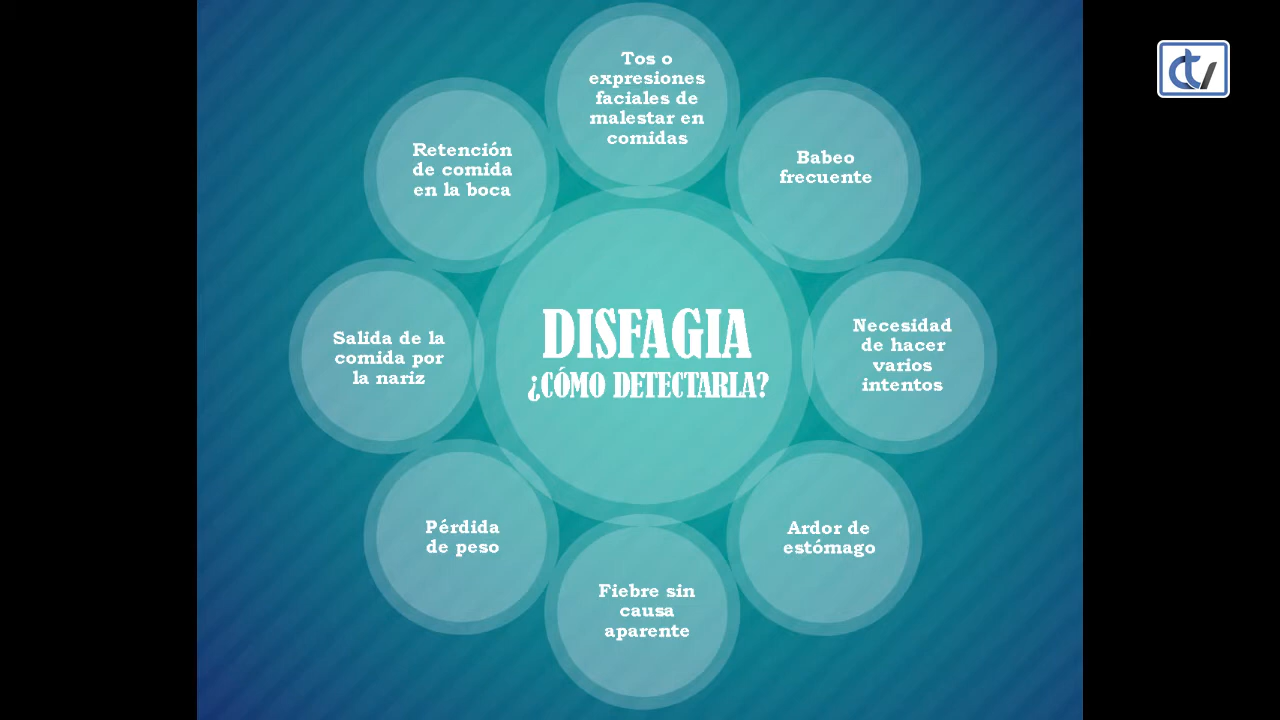 DISFAGIA
¿CÓMO DETECTARLA?
Tos o
expresiones
faciales de
malestar en
comidas
Babeo
frecuente
Necesidad
de hacer
varios
intentos
Ardor de
estómago
Fiebre sin
causa
aparente
Pérdida
de peso
Salida de la
comida por
la nariz
Retención
de comida
en la boca